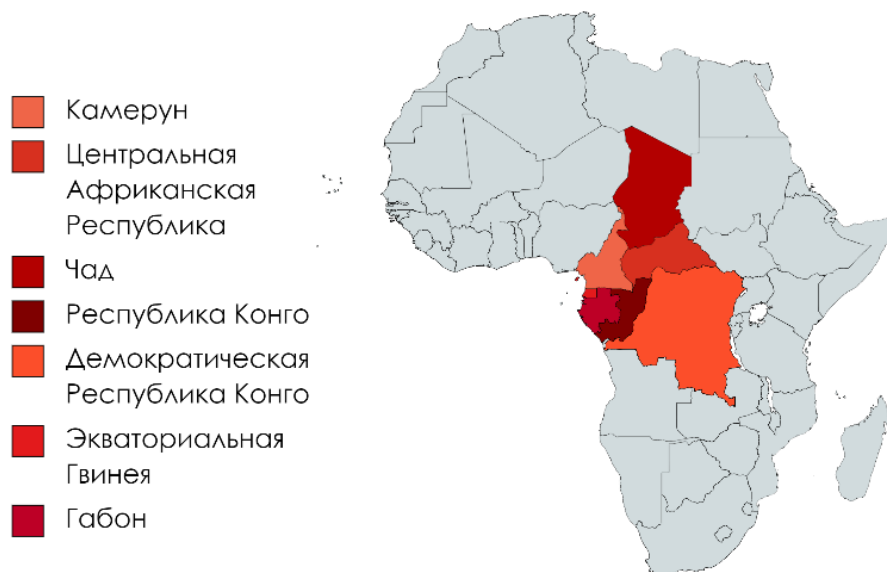 Камерун
Центральная
Африканская
Республика
Чад
Республика Конго
Демократическая
Республика Конго
Экваториальная
Гвинея
Габон